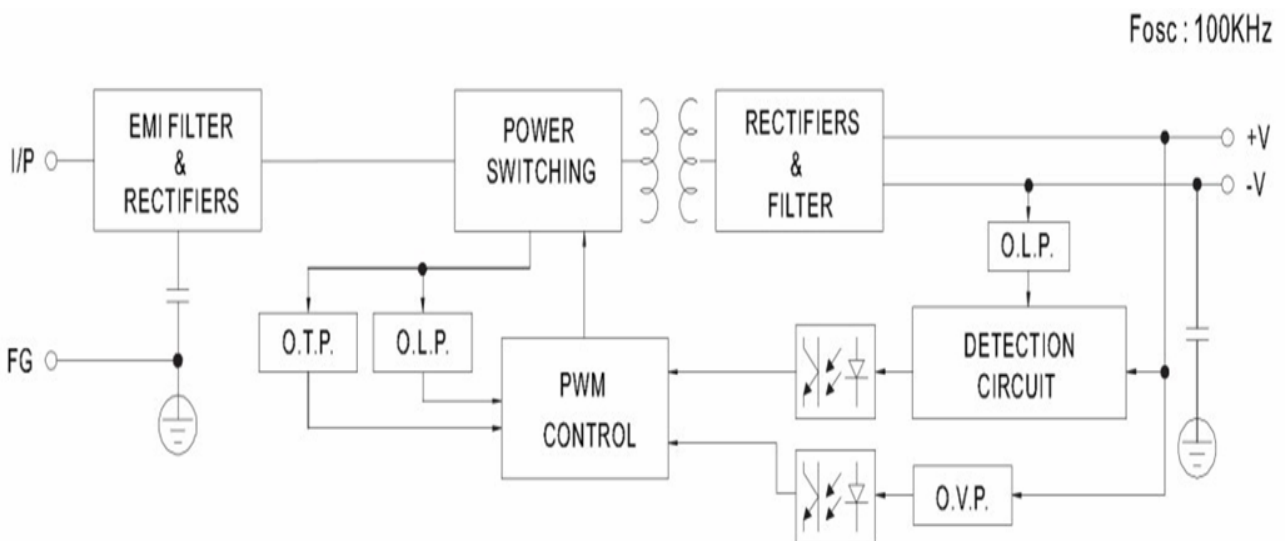 Fosc : 100KHz
I/P
EMI FILTER
&
RECTIFIERS
POWER
SWITCHING
RECTIFIERS
&
FILTER
+V
-V
O.L.P.
FG
O.T.P.
O.L.P.
PWM
CONTROL
DETECTION
CIRCUIT
O.V.P.